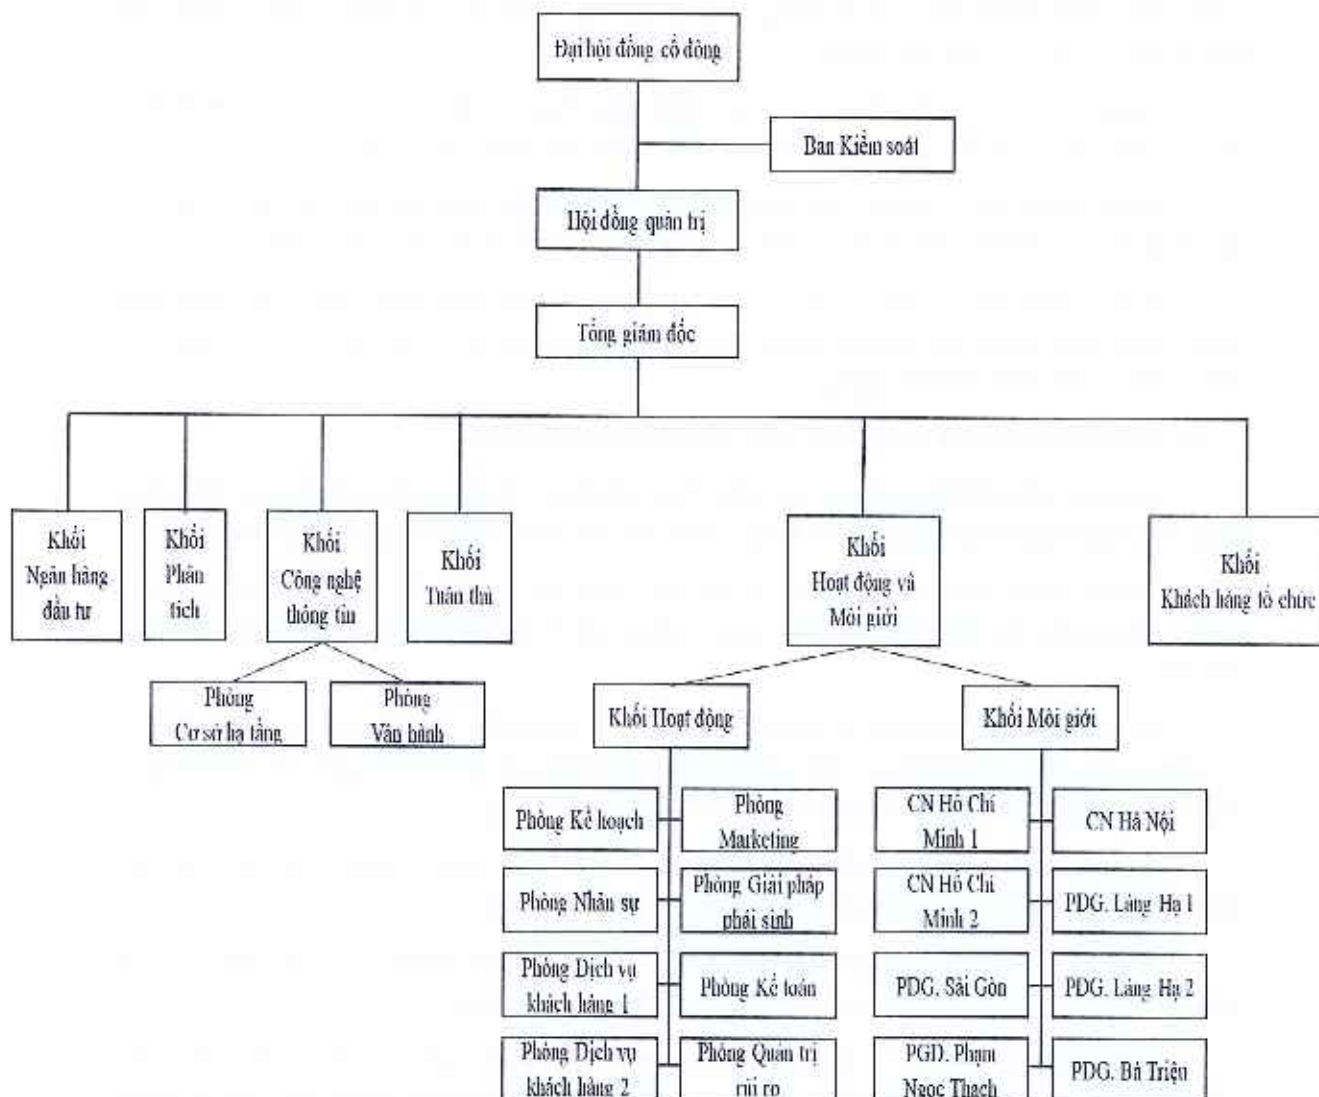 Đại hội đồng cổ đông
Ban Kiểm soát
Hội đồng quản trị
Tổng giám đốc
Khối
Ngân hàng
đầu tư
Khối
Phân
tích
Khối
Công nghệ
thông tin
Khối
Tuân thủ
Khối
Hoạt động và
Môi giới
Khối
Khách hàng tổ chức
Phòng
Cơ sở hạ tầng
Phòng
Vận hành
Khối Hoạt động
Khối Môi giới
Phòng Kế hoạch
Phòng
Marketing
CN Hồ Chí
Minh 1
CN Hà Nội
Phòng Nhân sự
Phòng Giải pháp
phái sinh
CN Hồ Chí
Minh 2
PDG. Láng Hạ 1
Phòng Dịch vụ
khách hàng 1
Phòng Kế toán
PDG. Sài Gòn
PDG. Láng Hạ 2
Phòng Dịch vụ
khách hàng 2
Phòng Quản trị
rủi ro
PGD. Phạm
Ngọc Thạch
PDG. Bà Triệu